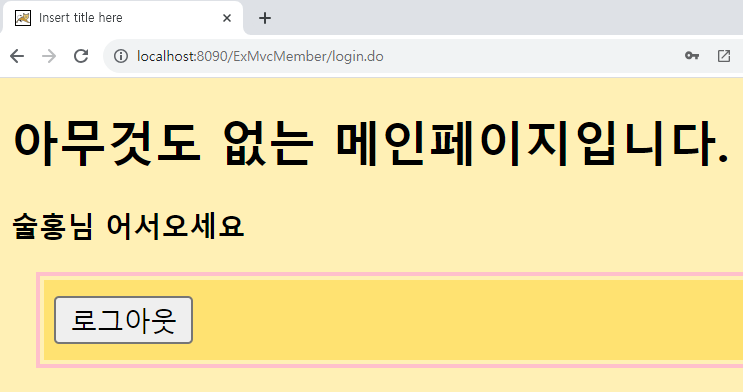 Insert title here
localhost:8090/ExMvcMember/login.do
아무것도 없는 메인페이지입니다.
술홍님 어서오세요
로그아웃